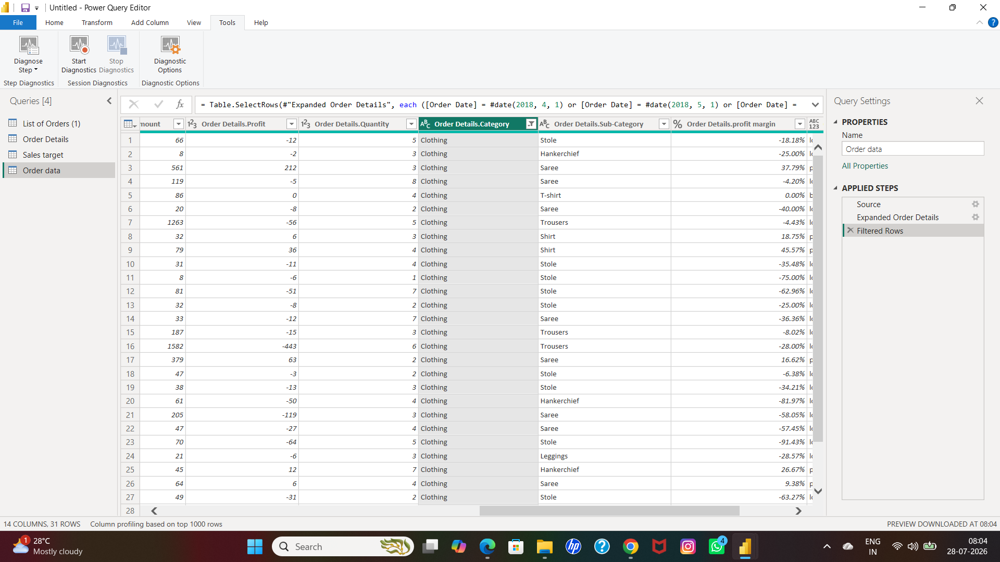 Untitled - Power Query Editor
File Home Transform Add Column View Tools Help
Diagnose Step
Start Diagnostics
Stop Diagnostics
Diagnostic Options
Step Diagnostics Session Diagnostics Diagnostic Options
Queries [4]
List of Orders (1)
Order Details
Sales target
Order data
fx = Table.SelectRows(#"Expanded Order Details", each ([Order Date] = #date(2018, 4, 1) or [Order Date] = #date(2018, 5, 1) or [Order Date] =
mount 123 Order Details.Profit 123 Order Details.Quantity ABC Order Details.Category ABC Order Details.Sub-Category % Order Details.profit margin ABC 123
1 66 -12 5 Clothing Stole -18.18%
2 8 -2 3 Clothing Hankerchief -25.00%
3 561 212 3 Clothing Saree 37.79% p
4 119 -5 8 Clothing Saree -4.20%
5 86 0 4 Clothing T-shirt 0.00% b
6 20 -8 2 Clothing Saree -40.00%
7 1263 -56 5 Clothing Trousers -4.43%
8 32 6 3 Clothing Shirt 18.75% p
9 79 36 4 Clothing Shirt 45.57% p
10 31 -11 4 Clothing Stole -35.48%
11 8 -6 1 Clothing Stole -75.00%
12 81 -51 7 Clothing Stole -62.96%
13 32 -8 2 Clothing Stole -25.00%
14 33 -12 7 Clothing Saree -36.36%
15 187 -15 3 Clothing Trousers -8.02%
16 1582 -443 6 Clothing Trousers -28.00%
17 379 63 2 Clothing Saree 16.62% p
18 47 -3 2 Clothing Stole -6.38%
19 38 -13 3 Clothing Stole -34.21%
20 61 -50 4 Clothing Hankerchief -81.97%
21 205 -119 3 Clothing Saree -58.05%
22 47 -27 4 Clothing Saree -57.45%
23 70 -64 5 Clothing Stole -91.43%
24 21 -6 3 Clothing Leggings -28.57%
25 45 12 7 Clothing Hankerchief 26.67% p
26 64 6 4 Clothing Saree 9.38% p
27 49 -31 2 Clothing Stole -63.27%
28
Query Settings
PROPERTIES
Name
Order data
All Properties
APPLIED STEPS
Source
Expanded Order Details
Filtered Rows
14 COLUMNS, 31 ROWS Column profiling based on top 1000 rows PREVIEW DOWNLOADED AT 08:04
1 28°C
Mostly cloudy
Search
hp
4
ENG
IN
08:04
28-07-2026